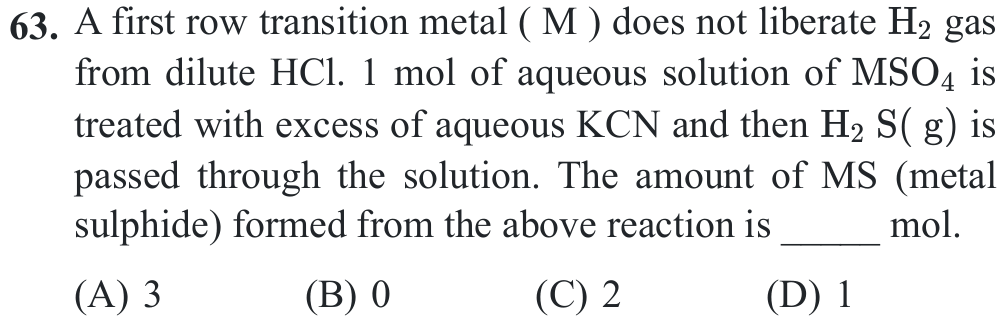 63. A first row transition metal ( M ) does not liberate H₂ gas
from dilute HCl. 1 mol of aqueous solution of MSO₄ is
treated with excess of aqueous KCN and then H₂ S( g) is
passed through the solution. The amount of MS (metal
sulphide) formed from the above reaction is _____ mol.
(A) 3 (B) 0 (C) 2 (D) 1